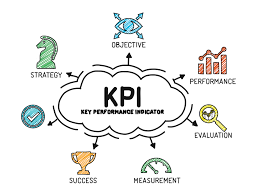 OBJECTIVE
STRATEGY
PERFORMANCE
KPI
KEY PERFORMANCE INDICATOR
EVALUATION
SUCCESS
MEASUREMENT